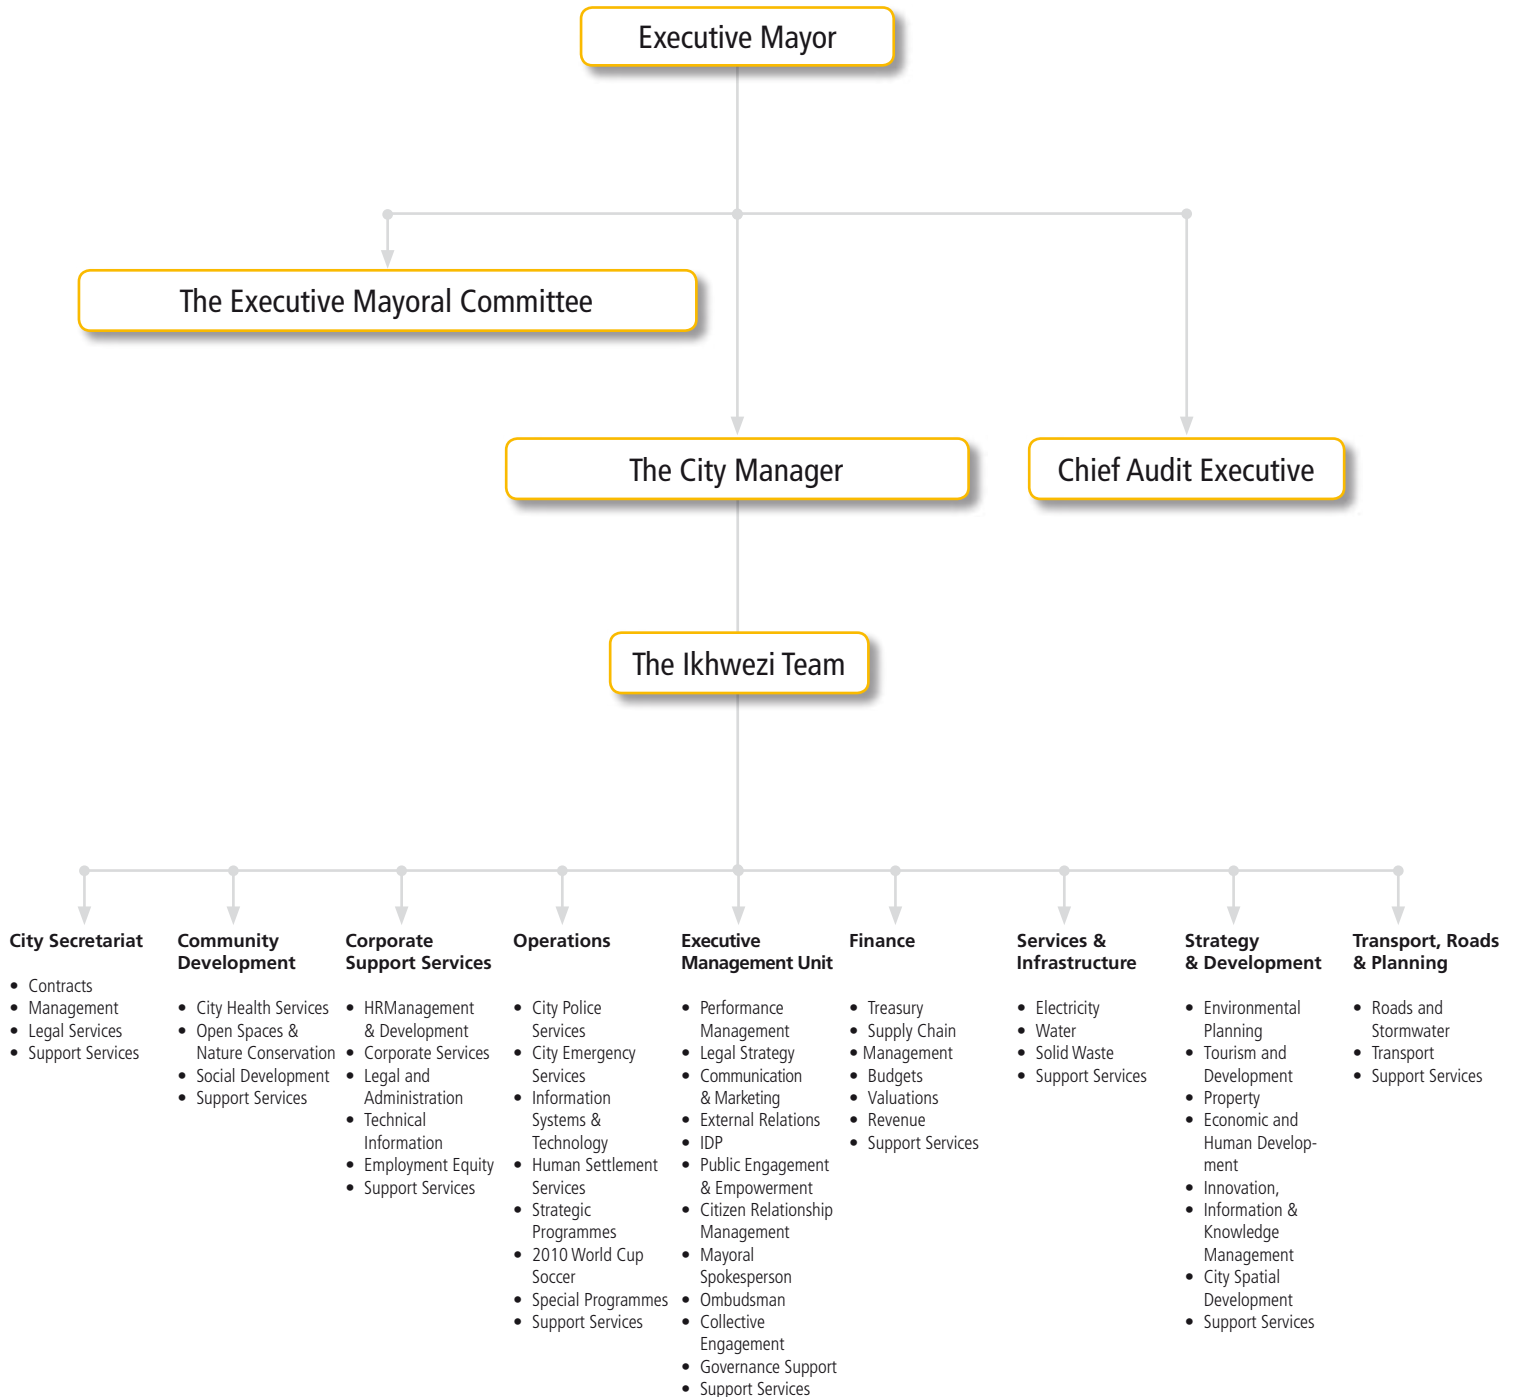 Executive Mayor
The Executive Mayoral Committee
The City Manager
Chief Audit Executive
The Ikhwezi Team
City Secretariat
• Contracts
• Management
• Legal Services
• Support Services
Community
Development
• City Health Services
• Open Spaces &
Nature Conservation
• Social Development
• Support Services
Corporate
Support Services
• HRManagement
& Development
• Corporate Services
• Legal and
Administration
• Technical
Information
• Employment Equity
• Support Services
Operations
• City Police
Services
• City Emergency
Services
• Information
Systems &
Technology
• Human Settlement
Services
• Strategic
Programmes
• 2010 World Cup
Soccer
• Special Programmes
• Support Services
Executive
Management Unit
• Performance
Management
• Legal Strategy
• Communication
& Marketing
• External Relations
• IDP
• Public Engagement
& Empowerment
• Citizen Relationship
Management
• Mayoral
Spokesperson
• Ombudsman
• Collective
Engagement
• Governance Support
• Support Services
Finance
• Treasury
• Supply Chain
• Management
• Budgets
• Valuations
• Revenue
• Support Services
Services &
Infrastructure
• Electricity
• Water
• Solid Waste
• Support Services
Strategy
& Development
• Environmental
Planning
• Tourism and
Development
• Property
• Economic and
Human Develop-
ment
• Innovation,
• Information &
Knowledge
Management
• City Spatial
Development
• Support Services
Transport, Roads
& Planning
• Roads and
Stormwater
• Transport
• Support Services